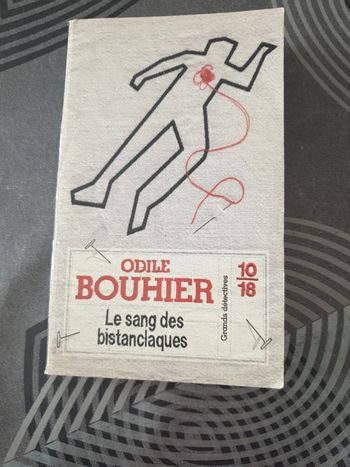 ODILE
BOUHIER
Le sang des
bistanclaques
Grands détectives
10
18